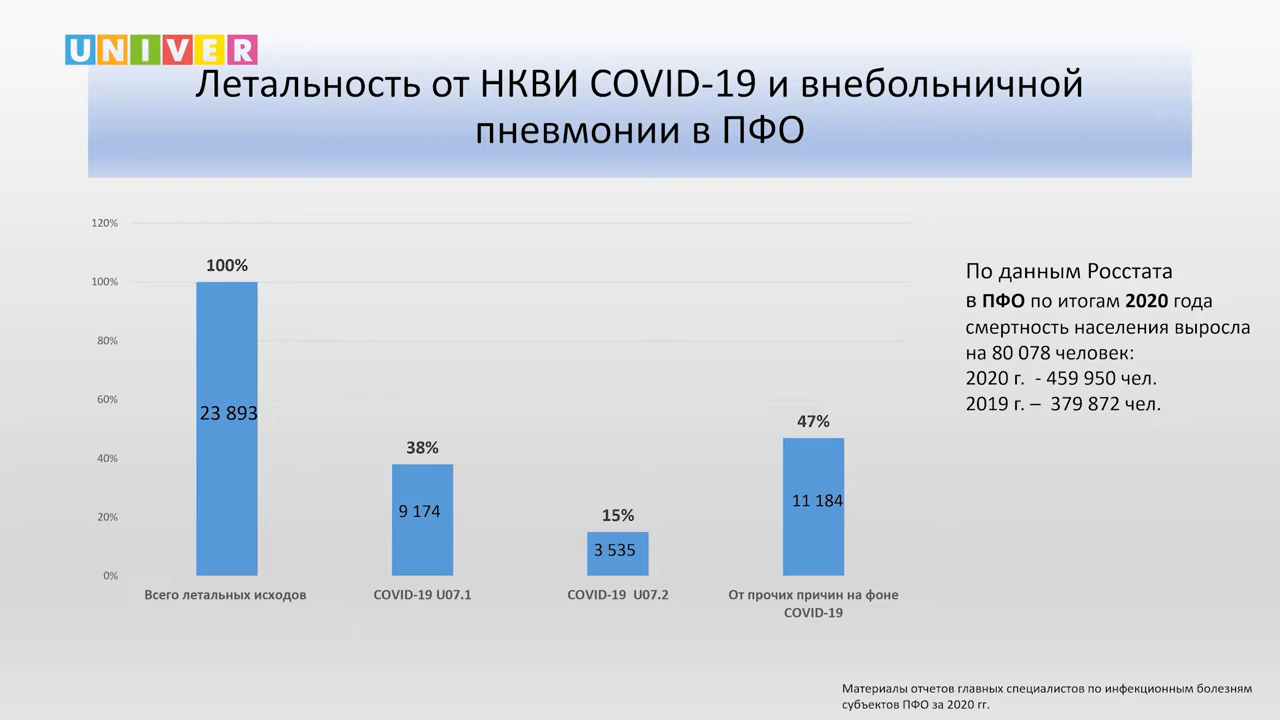 UNIVER
Летальность от НКВИ COVID-19 и внебольничной
пневмонии в ПФО
120%
100%
80%
60%
40%
20%
0%
100%
23 893
38%
9 174
15%
3 535
47%
11 184
Всего летальных исходов
COVID-19 U07.1
COVID-19 U07.2
От прочих причин на фоне
COVID-19
По данным Росстата
в ПФО по итогам 2020 года
смертность населения выросла
на 80 078 человек:
2020 г. - 459 950 чел.
2019 г. – 379 872 чел.
Материалы отчетов главных специалистов по инфекционным болезням
субъектов ПФО за 2020 гг.